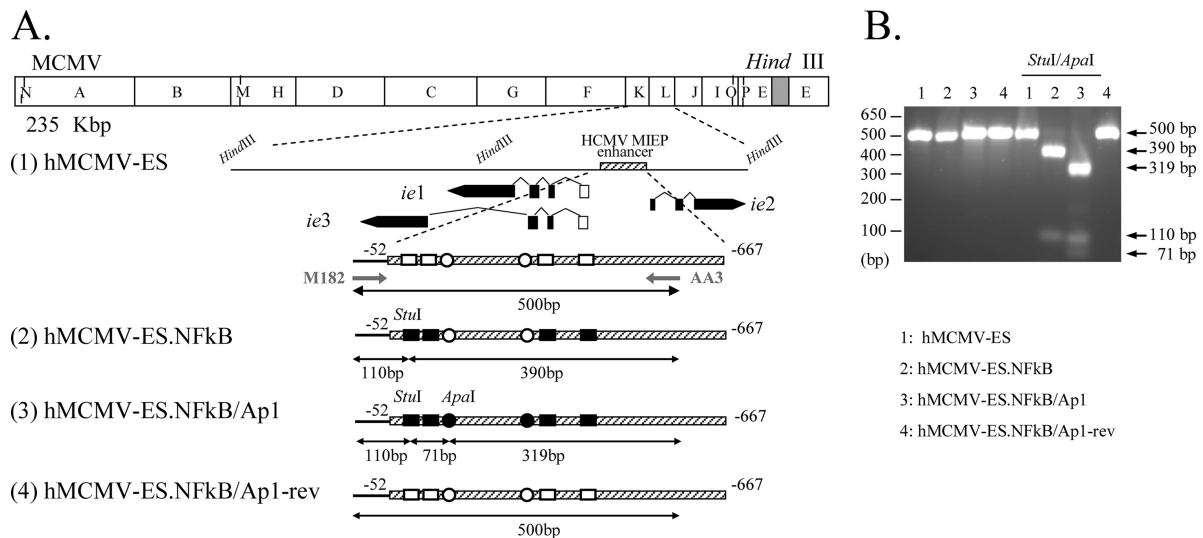 A.
MCMV
Hind III
N A B M H D C G F K L J I O P E E
235 Kbp
HindIII HindIII HindIII
HCMV MIEP
enhancer
(1) hMCMV-ES
ie1
ie2
ie3
-52 -667
M182 AA3
500bp
StuI
(2) hMCMV-ES.NFkB
-52 -667
110bp 390bp
StuI ApaI
(3) hMCMV-ES.NFkB/Ap1
-52 -667
110bp 71bp 319bp
(4) hMCMV-ES.NFkB/Ap1-rev
-52 -667
500bp
B.
StuI/ApaI
1 2 3 4 1 2 3 4
650
500
400
300
200
100
(bp)
500 bp
390 bp
319 bp
110 bp
71 bp
1: hMCMV-ES
2: hMCMV-ES.NFkB
3: hMCMV-ES.NFkB/Ap1
4: hMCMV-ES.NFkB/Ap1-rev